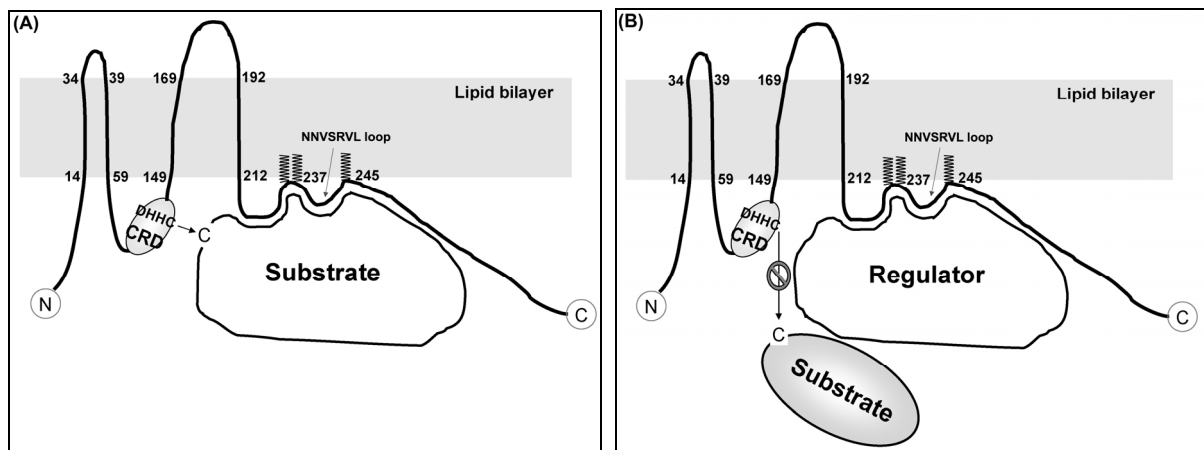 (A)
34 39 169 192
Lipid bilayer
NNVSRVL loop
14 59 149 212 237 245
DHHC
CRD
C
Substrate
N
C
(B)
34 39 169 192
Lipid bilayer
NNVSRVL loop
14 59 149 212 237 245
DHHC
CRD
Regulator
N
C
C
Substrate